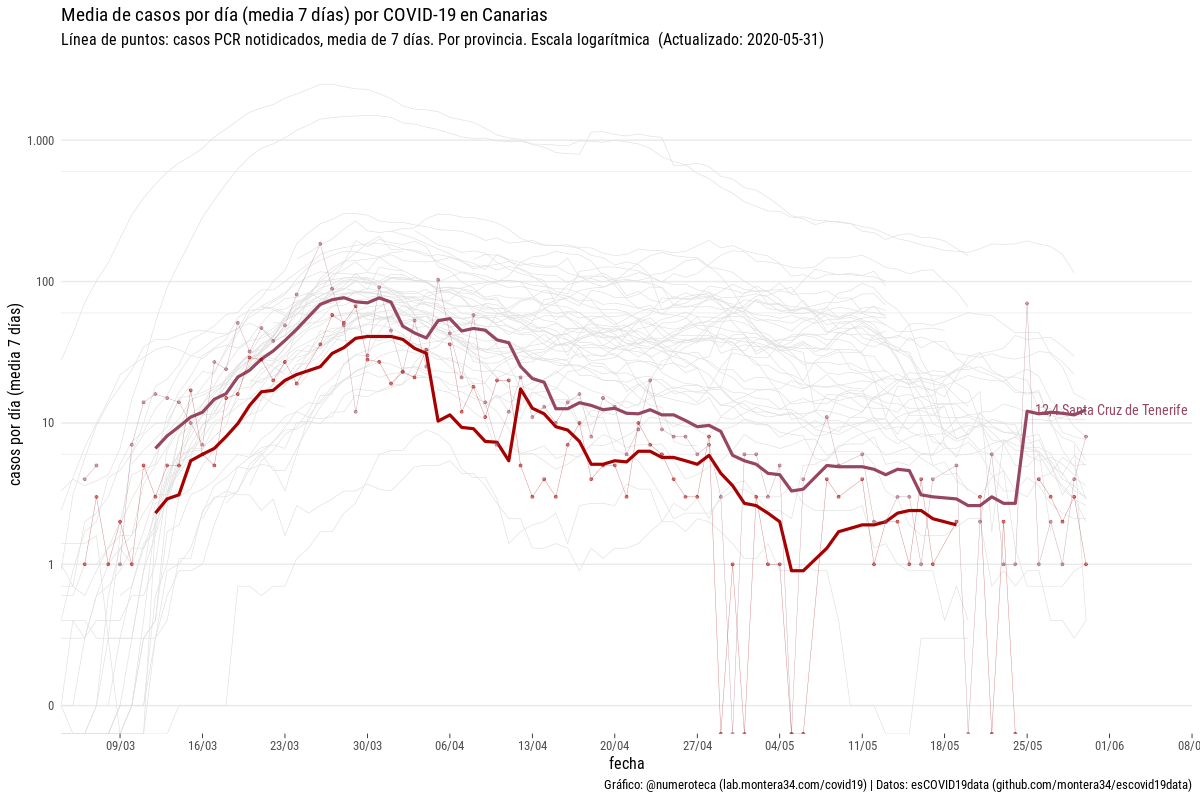 Media de casos por día (media 7 días) por COVID-19 en Canarias
Línea de puntos: casos PCR notidicados, media de 7 días. Por provincia. Escala logarítmica (Actualizado: 2020-05-31)
casos por día (media 7 días)
1.000
100
10
1
0
12,4 Santa Cruz de Tenerife
09/03 16/03 23/03 30/03 06/04 13/04 20/04 27/04 04/05 11/05 18/05 25/05 01/06 08/0
fecha
Gráfico: @numeroteca (lab.montera34.com/covid19) | Datos: esCOVID19data (github.com/montera34/escovid19data)